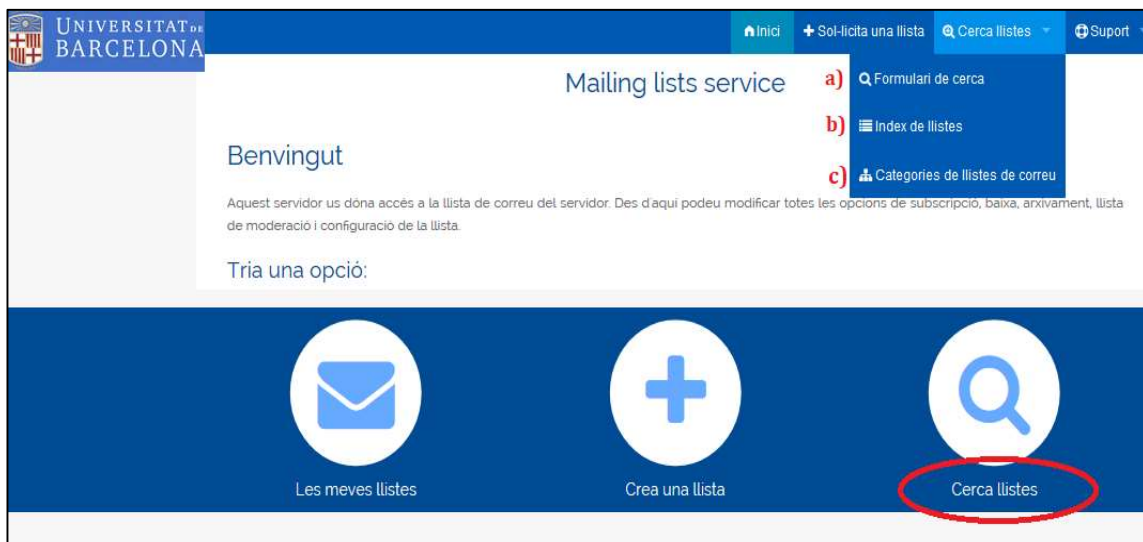 UNIVERSITAT DE
BARCELONA
Inici
Sol·licita una llista
Cerca llistes
Suport
Mailing lists service
a) Formulari de cerca
b) Index de llistes
c) Categories de llistes de correu
Benvingut
Aquest servidor us dóna accés a la llista de correu del servidor. Des d'aquí podeu modificar totes les opcions de subscripció, baixa, arxivament, llista
de moderació i configuració de la llista.
Tria una opció:
Les meves llistes
Crea una llista
Cerca llistes